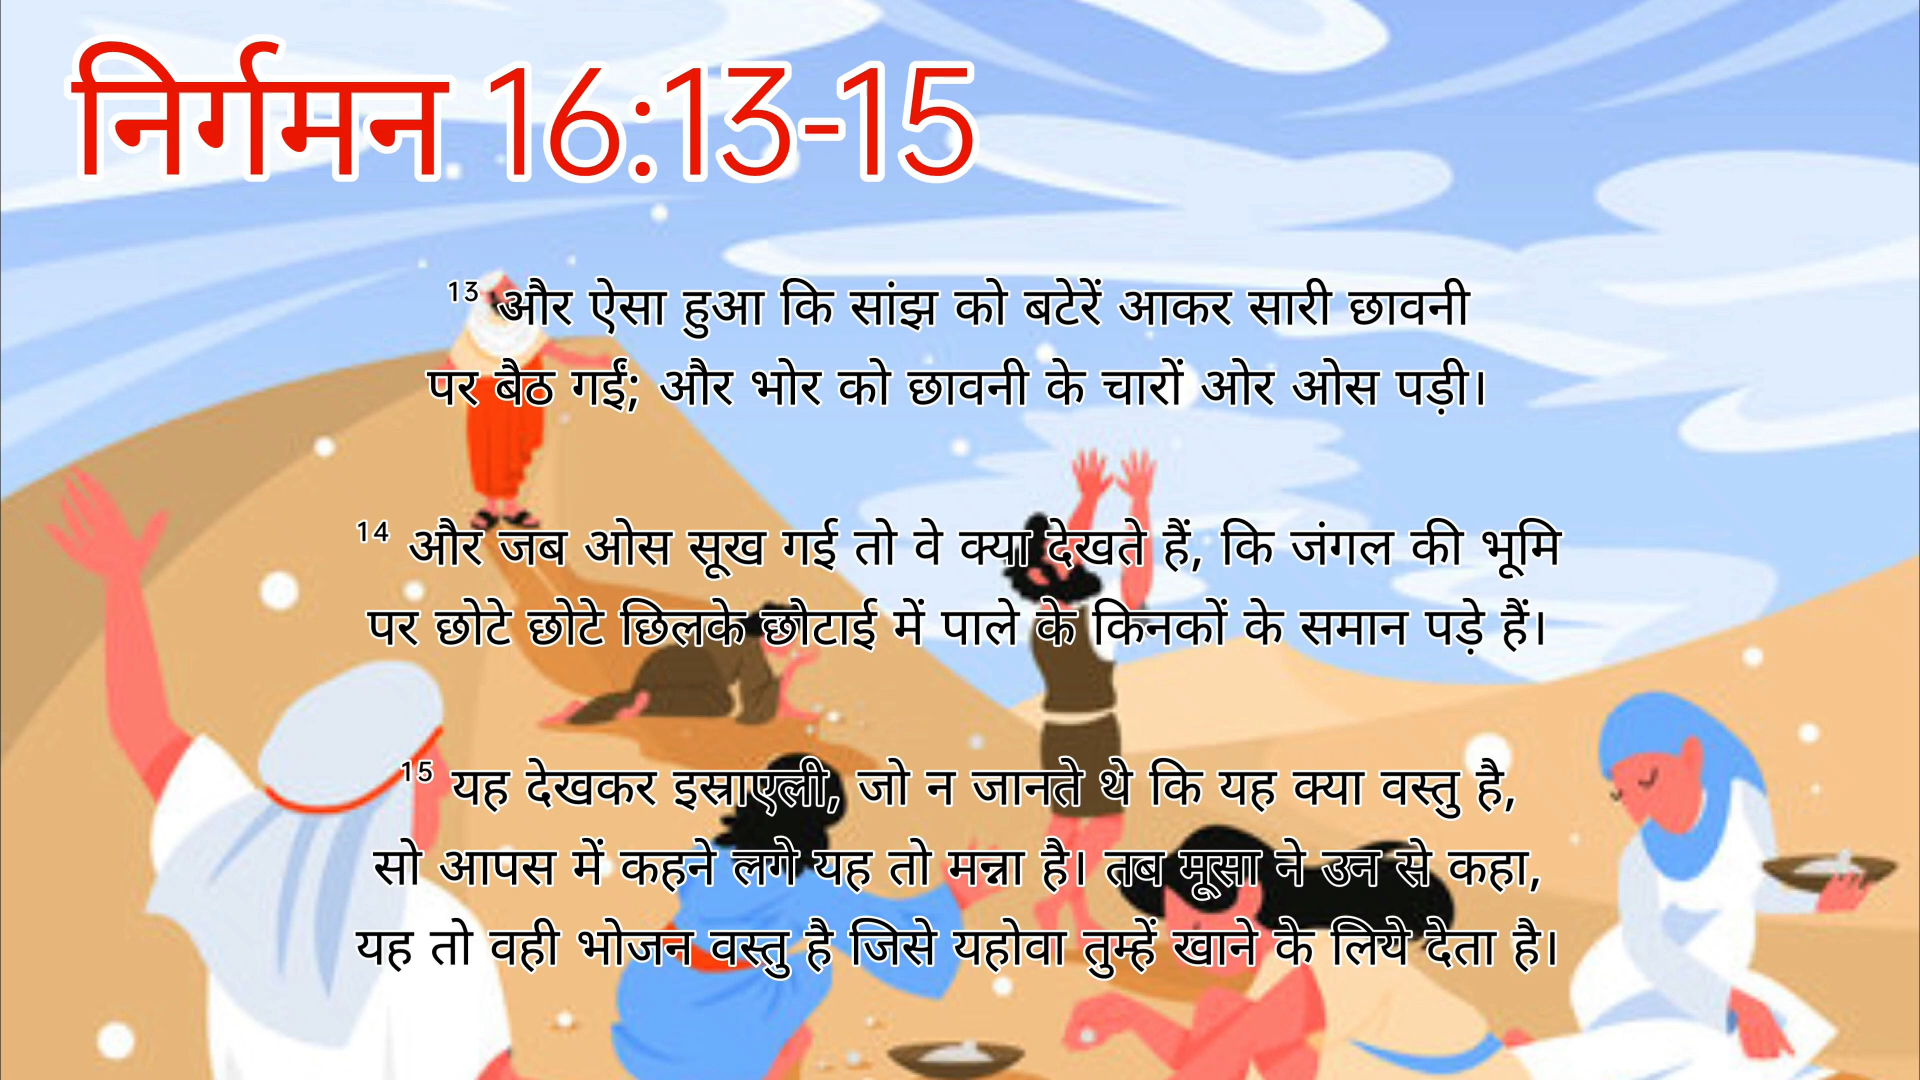 निर्गमन 16:13-15
13 और ऐसा हुआ कि सांझ को बटेरें आकर सारी छावनी
पर बैठ गईं; और भोर को छावनी के चारों ओर ओस पड़ी।
14 और जब ओस सूख गई तो वे क्या देखते हैं, कि जंगल की भूमि
पर छोटे छोटे छिलके छोटाई में पाले के किनकों के समान पड़े हैं।
15 यह देखकर इस्राएली, जो न जानते थे कि यह क्या वस्तु है,
सो आपस में कहने लगे यह तो मन्ना है। तब मूसा ने उन से कहा,
यह तो वही भोजन वस्तु है जिसे यहोवा तुम्हें खाने के लिये देता है।